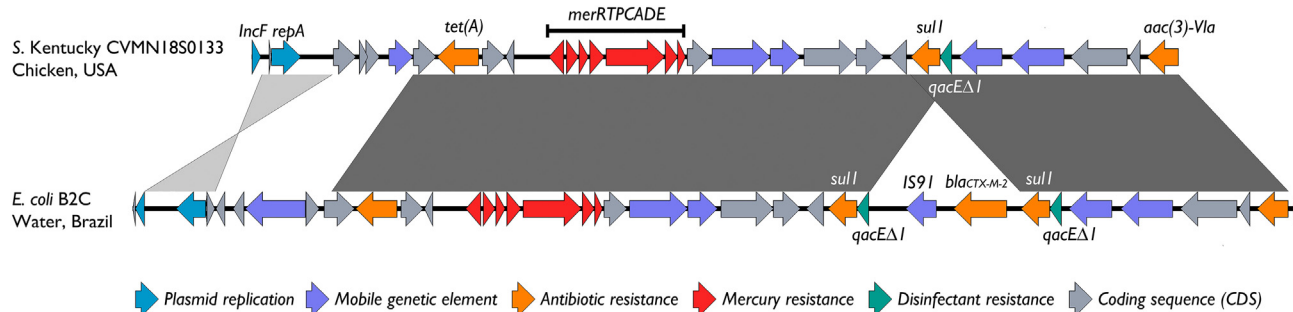 merRTPCADE
IncF repA
tet(A)
sul1
aac(3)-VIa
S. Kentucky CVMN18S0133
Chicken, USA
qacEΔ1
sul1
IS91
blaCTX-M-2
sul1
E. coli B2C
Water, Brazil
qacEΔ1
qacEΔ1
Plasmid replication
Mobile genetic element
Antibiotic resistance
Mercury resistance
Disinfectant resistance
Coding sequence (CDS)